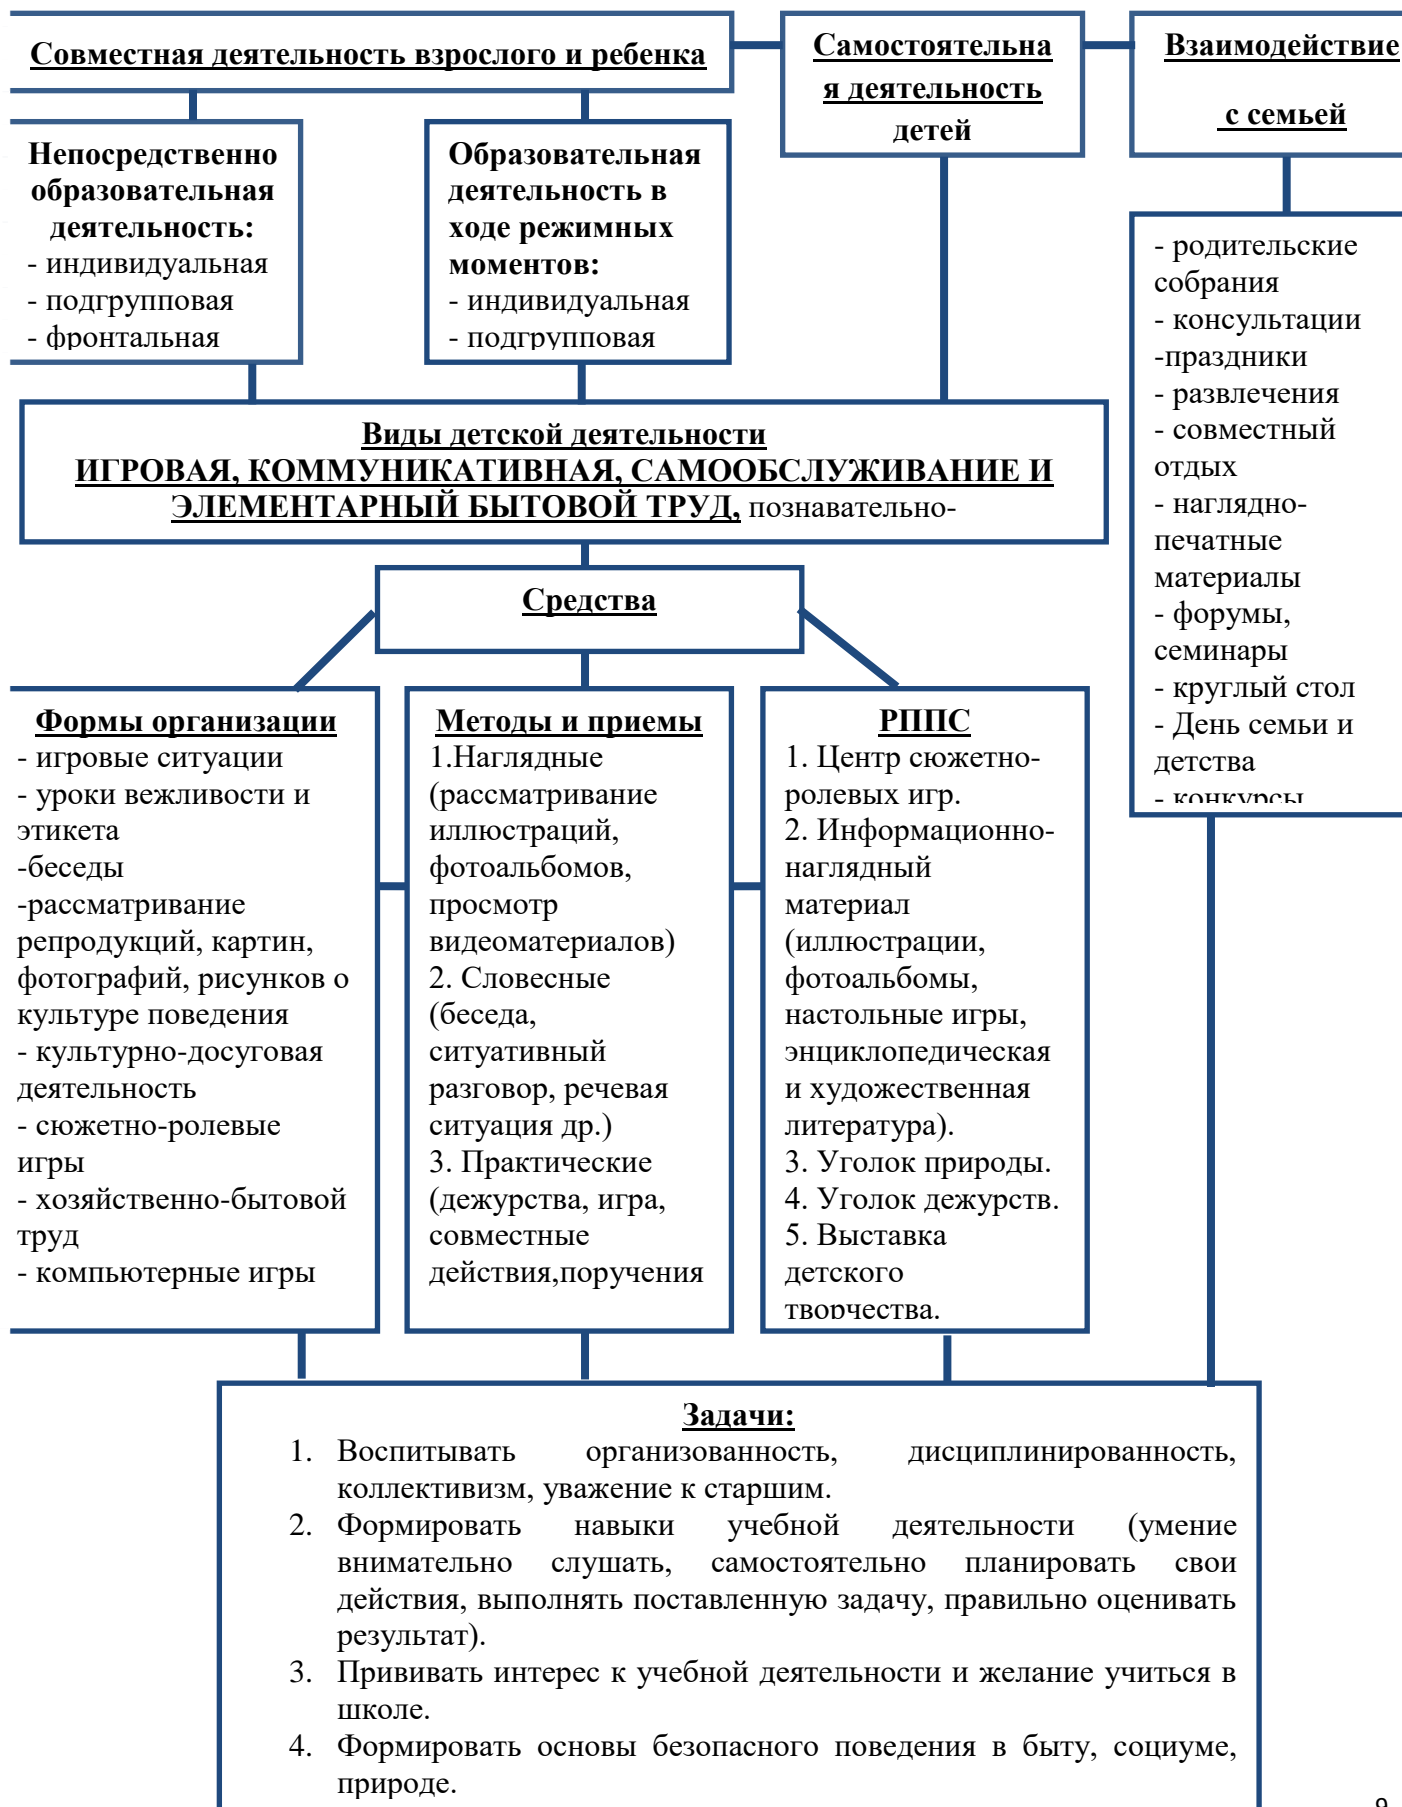 Совместная деятельность взрослого и ребенка
Самостоятельна
я деятельность
детей
Взаимодействие
с семьей
Непосредственно
образовательная
деятельность:
- индивидуальная
- подгрупповая
- фронтальная
Образовательная
деятельность в
ходе режимных
моментов:
- индивидуальная
- подгрупповая
- родительские
собрания
- консультации
-праздники
- развлечения
- совместный
отдых
- наглядно-
печатные
материалы
- форумы,
семинары
- круглый стол
- День семьи и
детства
- конкурсы
Виды детской деятельности
ИГРОВАЯ, КОММУНИКАТИВНАЯ, САМООБСЛУЖИВАНИЕ И
ЭЛЕМЕНТАРНЫЙ БЫТОВОЙ ТРУД, познавательно-
Средства
Формы организации
- игровые ситуации
- уроки вежливости и
этикета
-беседы
-рассматривание
репродукций, картин,
фотографий, рисунков о
культуре поведения
- культурно-досуговая
деятельность
- сюжетно-ролевые
игры
- хозяйственно-бытовой
труд
- компьютерные игры
Методы и приемы
1.Наглядные
(рассматривание
иллюстраций,
фотоальбомов,
просмотр
видеоматериалов)
2. Словесные
(беседа,
ситуативный
разговор, речевая
ситуация др.)
3. Практические
(дежурства, игра,
совместные
действия,поручения
РППС
1. Центр сюжетно-
ролевых игр.
2. Информационно-
наглядный
материал
(иллюстрации,
фотоальбомы,
настольные игры,
энциклопедическая
и художественная
литература).
3. Уголок природы.
4. Уголок дежурств.
5. Выставка
детского
творчества.
Задачи:
1. Воспитывать организованность, дисциплинированность,
коллективизм, уважение к старшим.
2. Формировать навыки учебной деятельности (умение
внимательно слушать, самостоятельно планировать свои
действия, выполнять поставленную задачу, правильно оценивать
результат).
3. Прививать интерес к учебной деятельности и желание учиться в
школе.
4. Формировать основы безопасного поведения в быту, социуме,
природе.
9